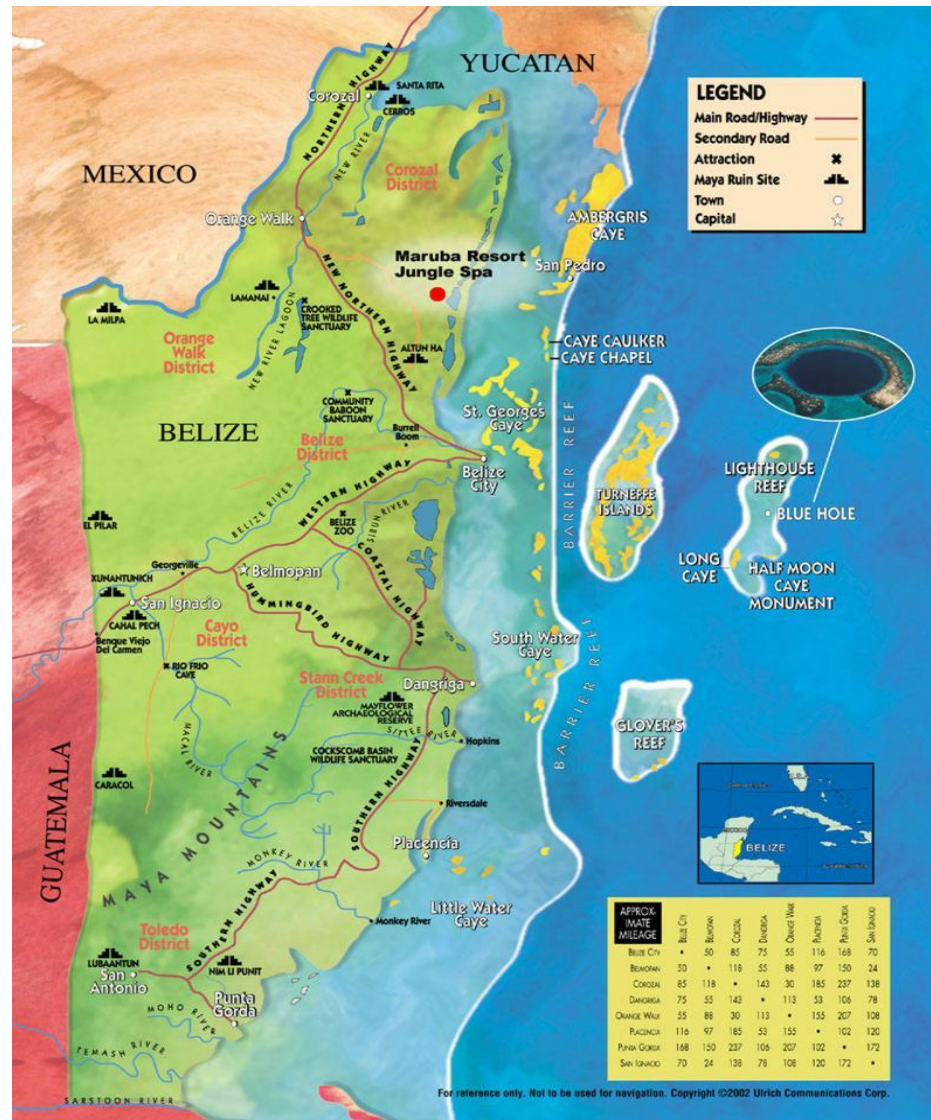 YUCATAN
MEXICO
NORTHERN HIGHWAY
Corozal
SANTA RITA
CERROS
NEW RIVER
Corozal
District
Orange Walk
LEGEND
Main Road/Highway
Secondary Road
Attraction
Maya Ruin Site
Town
Capital
AMBERGRIS
CAYE
San Pedro
Maruba Resort
Jungle Spa
NEW NORTHERN HIGHWAY
LA MILPA
LAMANAI
CROOKED
TREE WILDLIFE
SANCTUARY
NEW RIVER LAGOON
Orange
Walk
District
ALTUN HA
CAYE CAULKER
CAYE CHAPEL
COMMUNITY
BABOON
SANCTUARY
St. Georges
Caye
BELIZE
Burrell
Boom
Belize
District
Belize
City
WESTERN HIGHWAY
BELIZE RIVER
BELIZE
ZOO
SIBUN RIVER
BARRIER REEF
TURNEFFE
ISLANDS
LIGHTHOUSE
REEF
BLUE HOLE
LONG
CAYE
HALF MOON
CAYE
MONUMENT
EL PILAR
Georgeville
Belmopan
XUNANTUNICH
San Ignacio
CAHAL PECH
Benque Viejo
Del Carmen
HUMMINGBIRD HIGHWAY
COASTAL HIGHWAY
Cayo
District
RIO FRIO
CAVE
South Water
Caye
Stann Creek
District
Dangriga
MAYFLOWER
ARCHAEOLOGICAL
RESERVE
SITTEE RIVER
Hopkins
BARRIER REEF
GLOVER'S
REEF
MACAL RIVER
COCKSCOMB BASIN
WILDLIFE SANCTUARY
CARACOL
GUATEMALA
MAYA MOUNTAINS
SOUTHERN HIGHWAY
Riversdale
Placencia
MONKEY RIVER
Monkey River
Little Water
Caye
BELIZE
Toledo
District
LUBAANTUN
San
Antonio
SOUTHERN HIGHWAY
NIM LI PUNIT
Punta
Gorda
MOHO RIVER
TEMASH RIVER
SARSTOON RIVER
APPROX-
IMATE
MILEAGE
BELIZE CITY BELMOPAN COROZAL DANGRIGA ORANGE WALK PLACENCIA PUNTA GORDA SAN IGNACIO
BELIZE CITY • 50 85 75 55 116 168 70
BELMOPAN 50 • 118 55 88 97 150 24
COROZAL 85 118 • 143 30 185 237 138
DANGRIGA 75 55 143 • 113 53 106 78
ORANGE WALK 55 88 30 113 • 155 207 108
PLACENCIA 116 97 185 53 155 • 102 120
PUNTA GORDA 168 150 237 106 207 102 • 172
SAN IGNACIO 70 24 138 78 108 120 172 •
For reference only. Not to be used for navigation. Copyright ©2002 Ulrich Communications Corp.